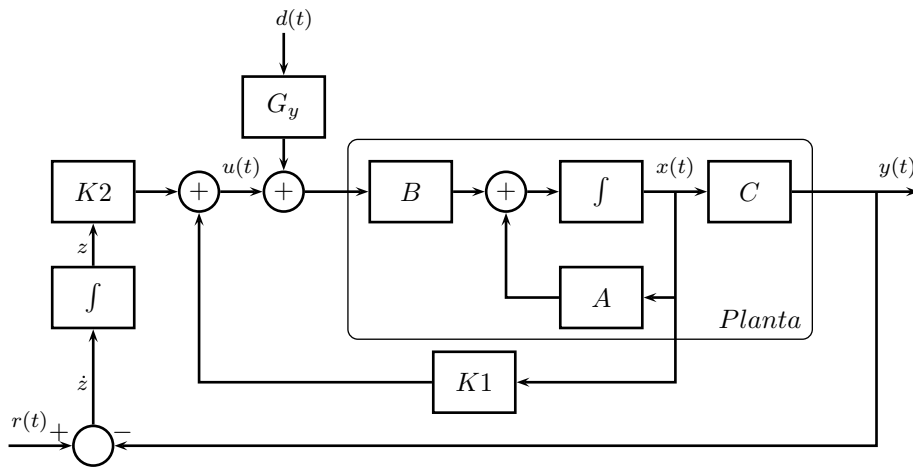 d(t)
G_y
K2
+
u(t)
+
B
+
∫
x(t)
C
y(t)
z
∫
A
Planta
ż
K1
r(t)
+
−